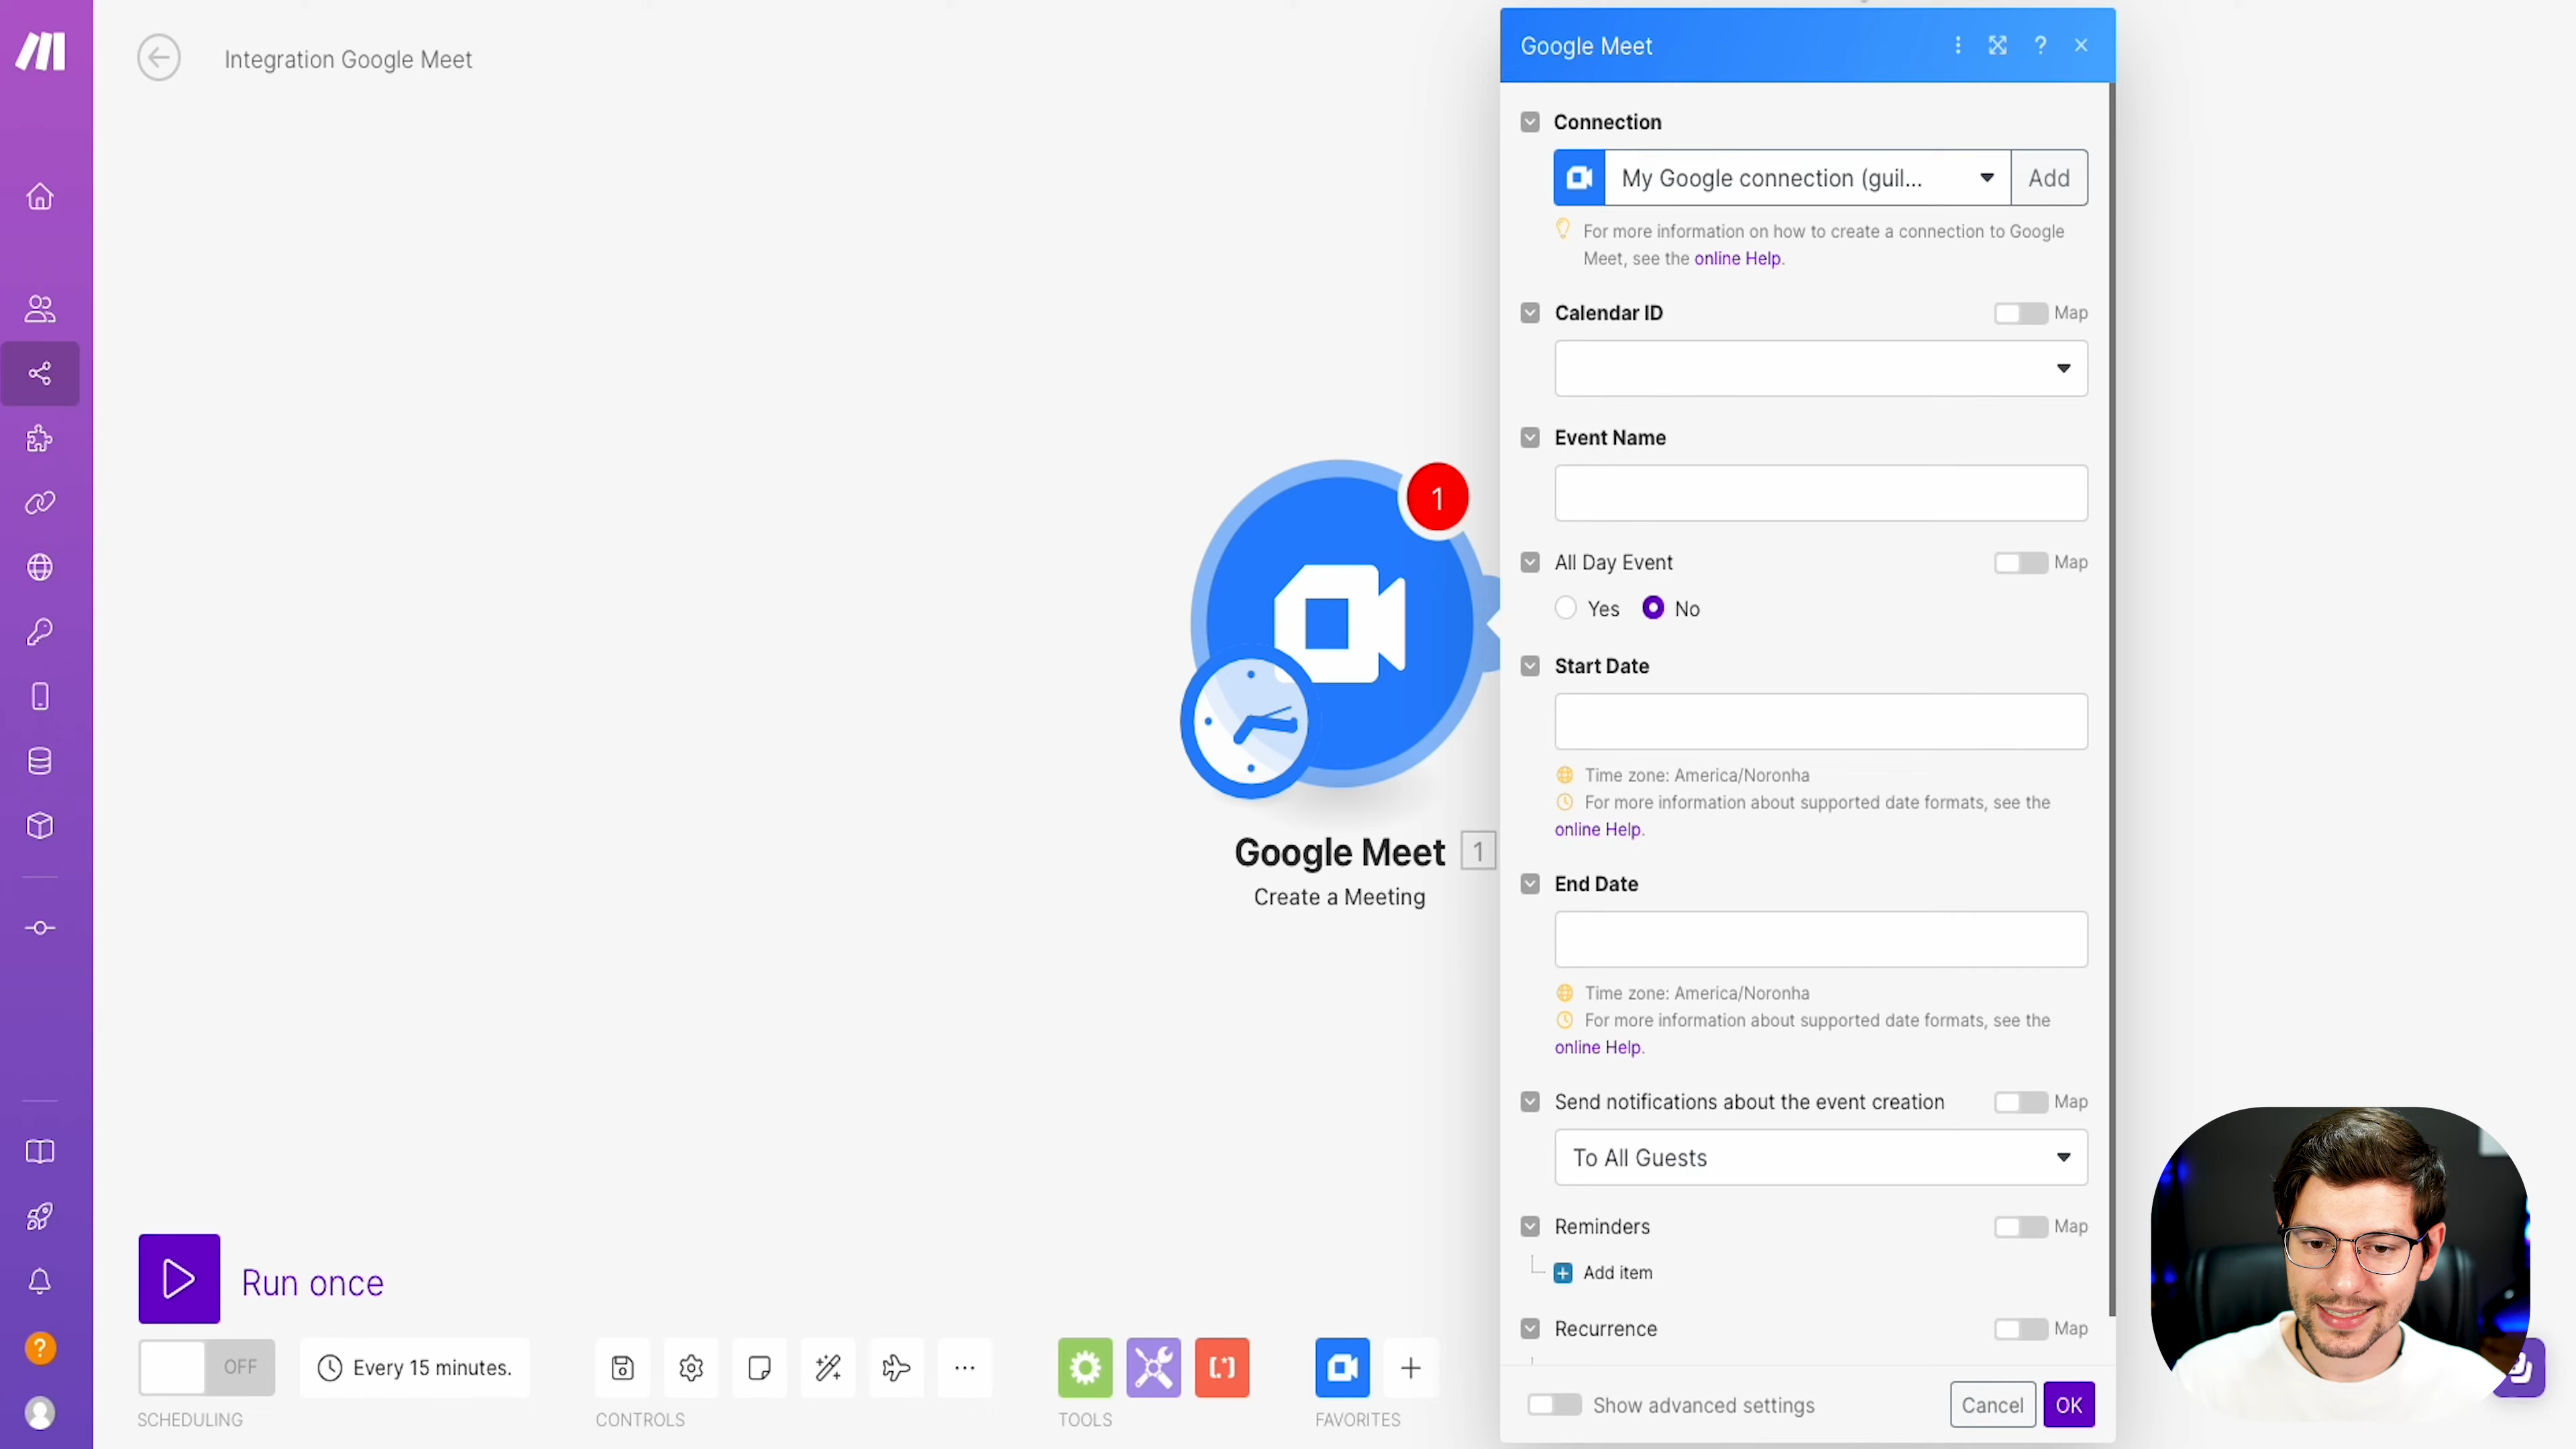 Integration Google Meet
1
Google Meet 1
Create a Meeting
Run once
OFF
Every 15 minutes.
SCHEDULING
CONTROLS
TOOLS
FAVORITES
?
Google Meet
?
Connection
My Google connection (guil...
Add
For more information on how to create a connection to Google
Meet, see the online Help.
Calendar ID
Map
Event Name
All Day Event
Map
Yes
No
Start Date
Time zone: America/Noronha
For more information about supported date formats, see the
online Help.
End Date
Time zone: America/Noronha
For more information about supported date formats, see the
online Help.
Send notifications about the event creation
Map
To All Guests
Reminders
Map
Add item
Recurrence
Map
Show advanced settings
Cancel
OK